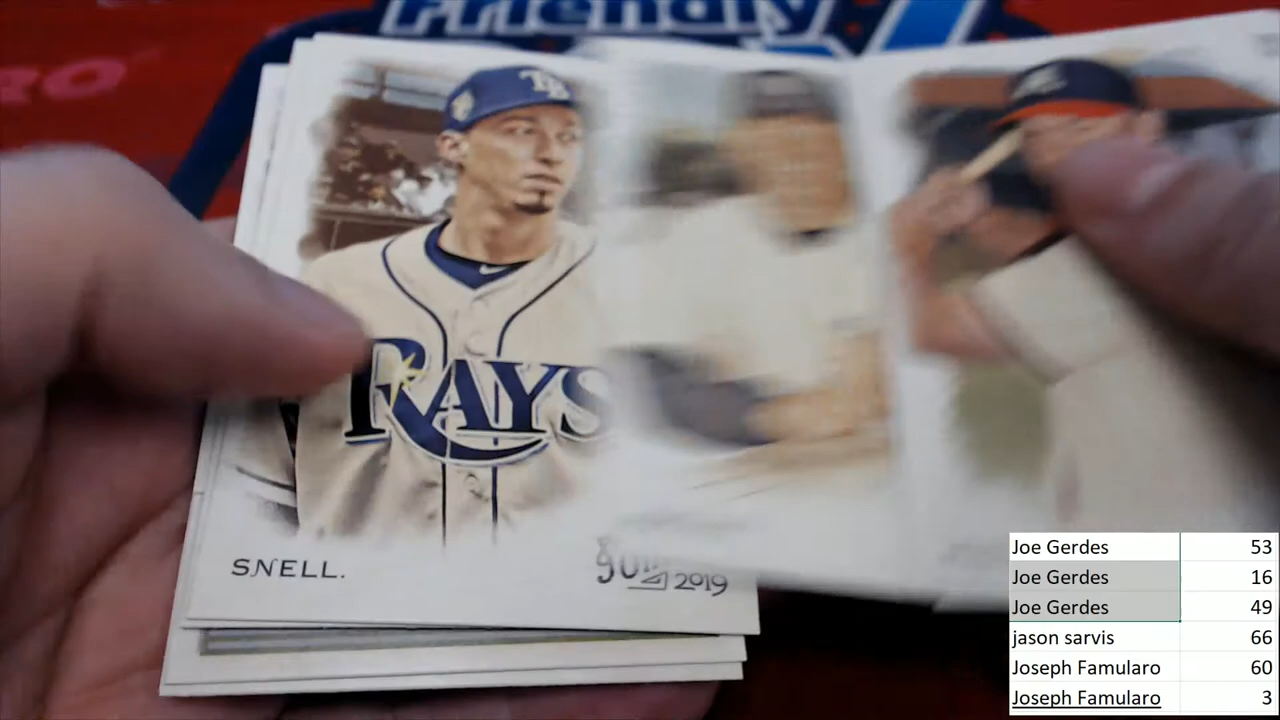 Friendly
TB
RAYS
SNELL.
2019
Joe Gerdes 53
Joe Gerdes 16
Joe Gerdes 49
jason sarvis 66
Joseph Famularo 60
Joseph Famularo 3